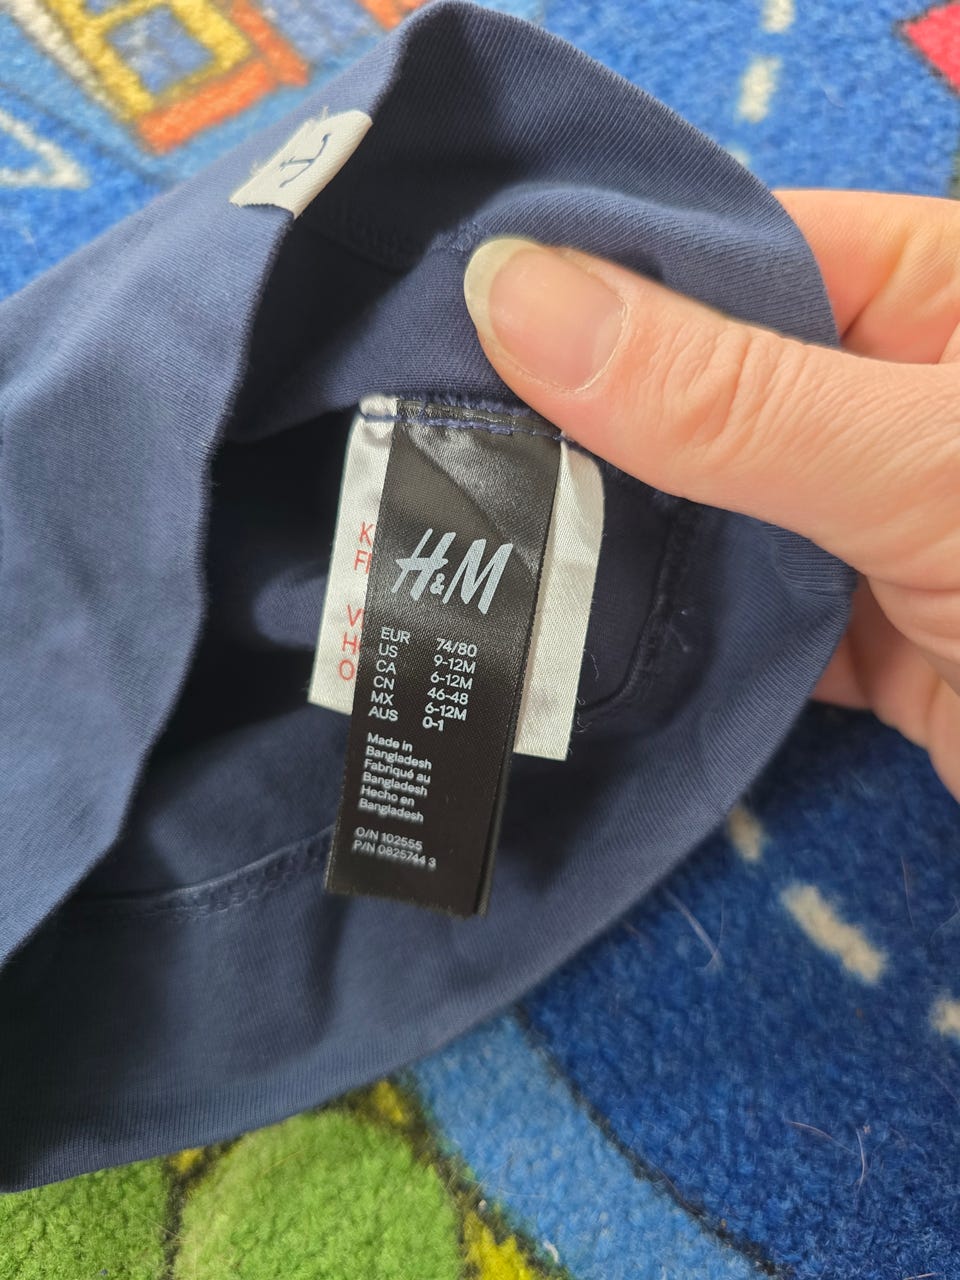 H&M
EUR 74/80
US 9-12M
CA 6-12M
CN 46-48
MX 6-12M
AUS 0-1
Made in
Bangladesh
Fabriqué au
Bangladesh
Hecho en
Bangladesh
O/N 102555
P/N 0825744 3
K
V
H
O